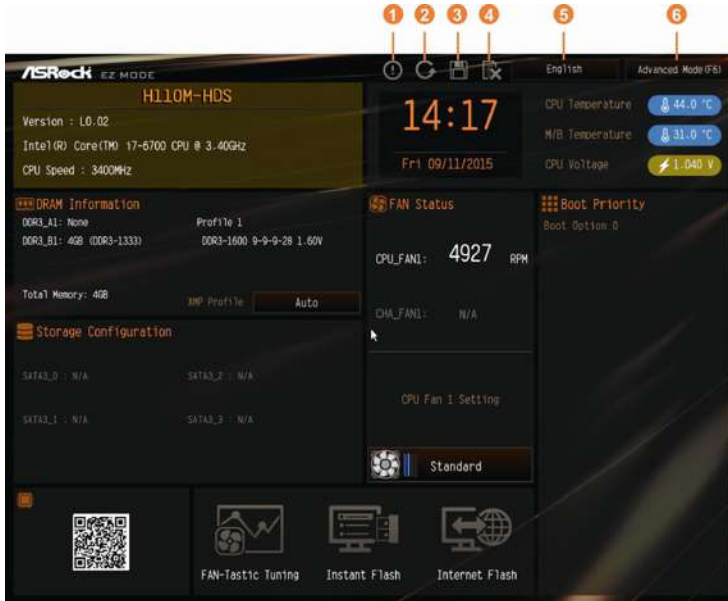 1 2 3 4 5 6
ASRock EZ MODE
English
Advanced Mode(F6)
H110M-HDS
Version : L0.02
Intel(R) Core(TM) i7-6700 CPU @ 3.40GHz
CPU Speed : 3400MHz
14:17
Fri 09/11/2015
CPU Temperature 44.0 °C
M/B Temperature 31.0 °C
CPU Voltage 1.040 V
DRAM Information
DDR3_A1: None
Profile 1
DDR3_B1: 4GB (DDR3-1333)
DDR3-1600 9-9-9-28 1.60V
Total Memory: 4GB
XMP Profile
Auto
FAN Status
CPU_FAN1: 4927 RPM
CHA_FAN1: N/A
CPU Fan 1 Setting
Standard
Boot Priority
Boot Option 0
Storage Configuration
SATA3_0 : N/A
SATA3_2 : N/A
SATA3_1 : N/A
SATA3_3 : N/A
FAN-Tastic Tuning
Instant Flash
Internet Flash